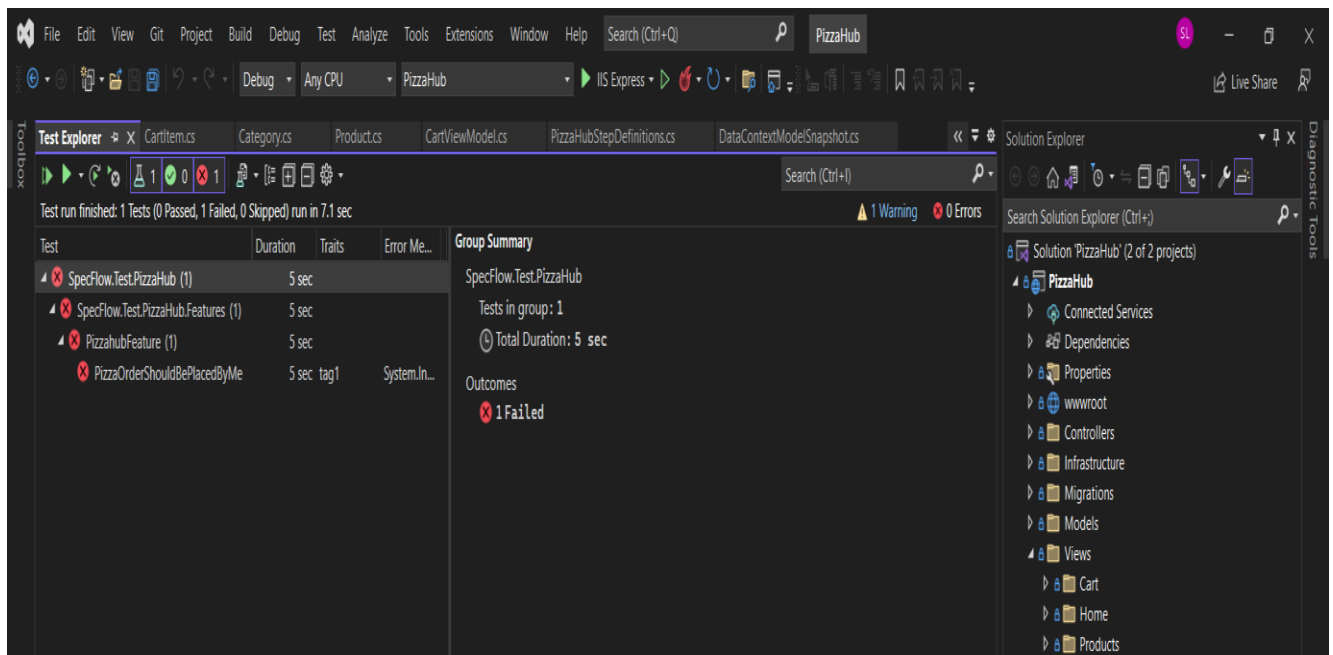 File Edit View Git Project Build Debug Test Analyze Tools Extensions Window Help Search (Ctrl+Q) PizzaHub SL
Debug Any CPU PizzaHub IIS Express Live Share
Toolbox
Test Explorer CartItem.cs Category.cs Product.cs CartViewModel.cs PizzaHubStepDefinitions.cs DataContextModelSnapshot.cs
1 0 1 Search (Ctrl+I)
Test run finished: 1 Tests (0 Passed, 1 Failed, 0 Skipped) run in 7.1 sec 1 Warning 0 Errors
Test Duration Traits Error Me...
SpecFlow.Test.PizzaHub (1) 5 sec
SpecFlow.Test.PizzaHub.Features (1) 5 sec
PizzahubFeature (1) 5 sec
PizzaOrderShouldBePlacedByMe 5 sec tag1 System.In...
Group Summary
SpecFlow.Test.PizzaHub
Tests in group: 1
Total Duration: 5 sec
Outcomes
1 Failed
Solution Explorer
Search Solution Explorer (Ctrl+;)
Solution 'PizzaHub' (2 of 2 projects)
PizzaHub
Connected Services
Dependencies
Properties
wwwroot
Controllers
Infrastructure
Migrations
Models
Views
Cart
Home
Products
Diagnostic Tools